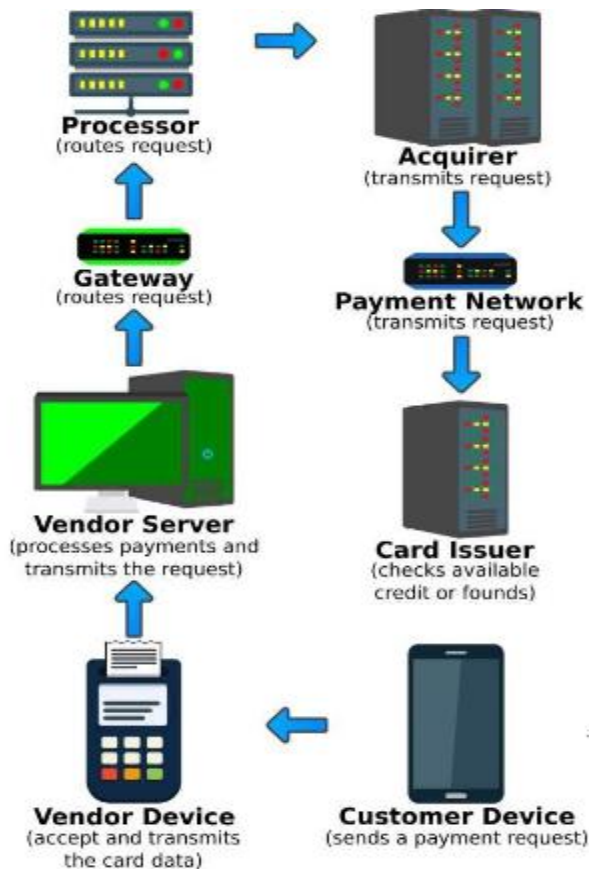 Processor
(routes request)
Acquirer
(transmits request)
Gateway
(routes request)
Payment Network
(transmits request)
Vendor Server
(processes payments and
transmits the request)
Card Issuer
(checks available
credit or founds)
Vendor Device
(accept and transmits
the card data)
Customer Device
(sends a payment request)